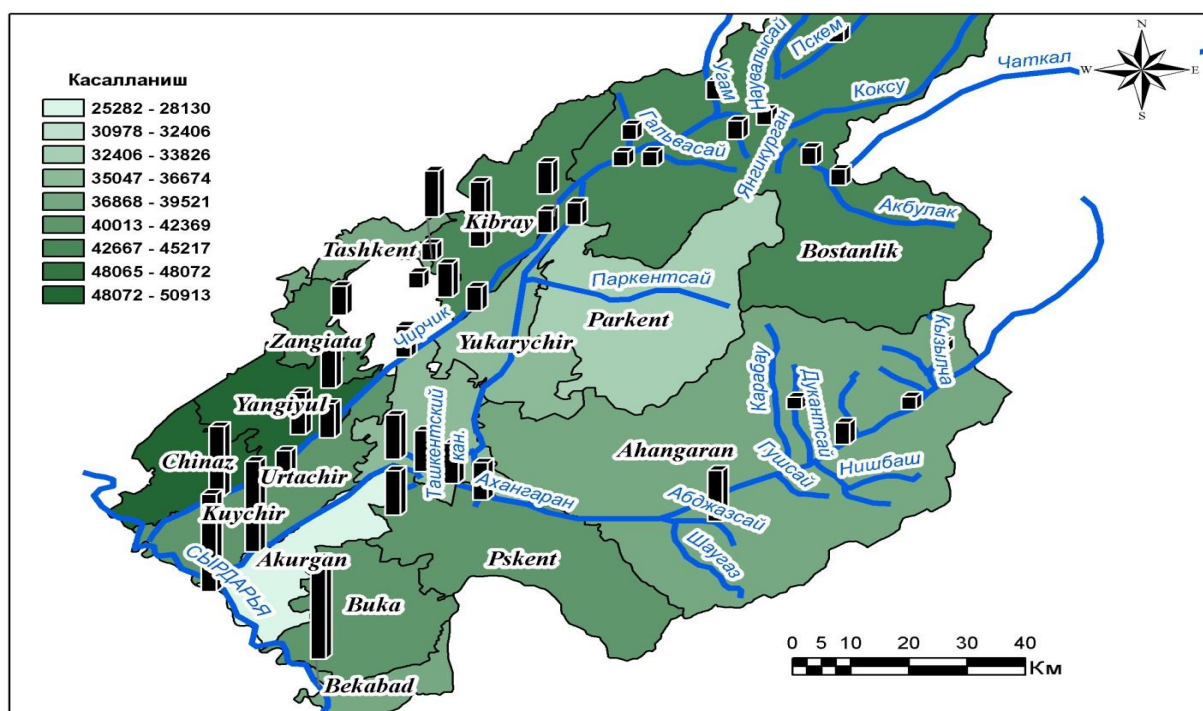 Касалланиш
25282 - 28130
30978 - 32406
32406 - 33826
35047 - 36674
36868 - 39521
40013 - 42369
42667 - 45217
48065 - 48072
48072 - 50913
N
W
E
S
Угам
Наувалысай
Пскем
Коксу
Чаткал
Гальвасай
Янгикурган
Акбулак
Kibray
Tashkent
Bostanlik
Паркентсай
Parkent
Чирчик
Zangiata
Yukarychir
Карабау
Дукантсай
Кызылча
Yangiyul
Ташкентский
кан.
Ahangaran
Chinaz
Urtachir
Гушсай
Нишбаш
Ахангаран
Абджазсай
Kuychir
СЫРДАРЬЯ
Akurgan
Pskent
Шаугаз
Buka
Bekabad
0 5 10 20 30 40
Км